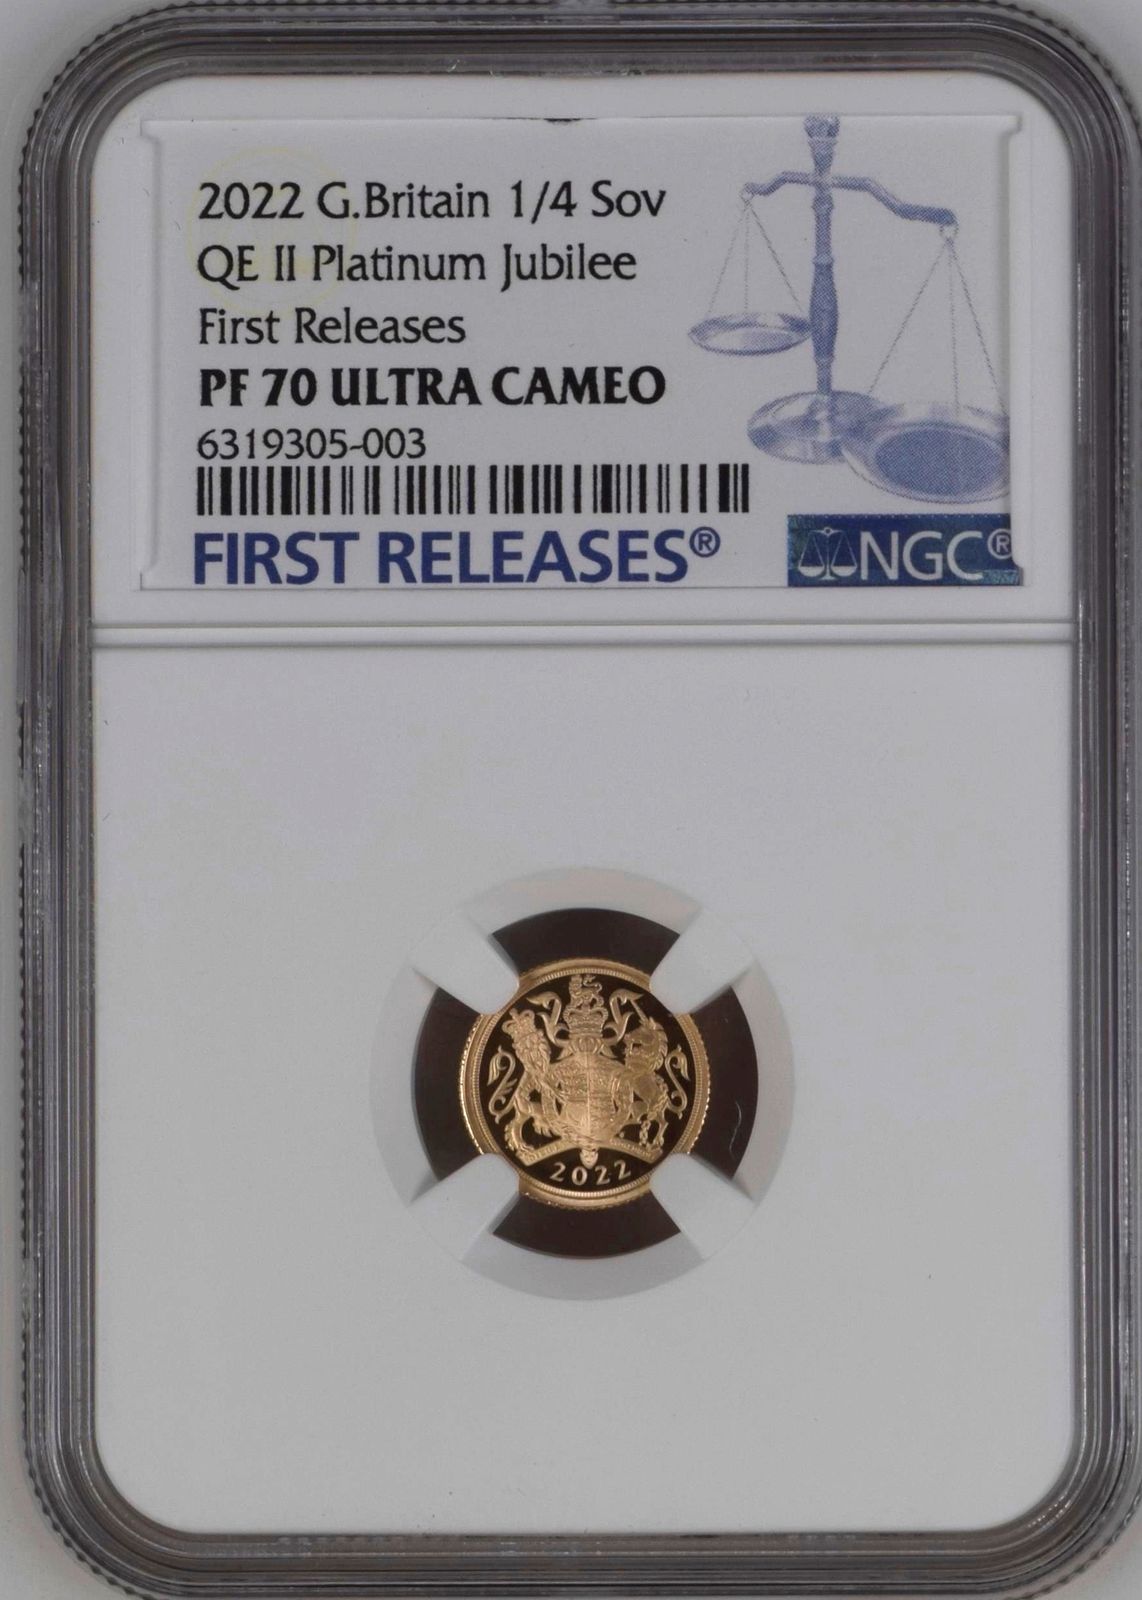 2022 G.Britain 1/4 Sov
QE II Platinum Jubilee
First Releases
PF 70 ULTRA CAMEO
6319305-003
FIRST RELEASES®
NGC®
2022